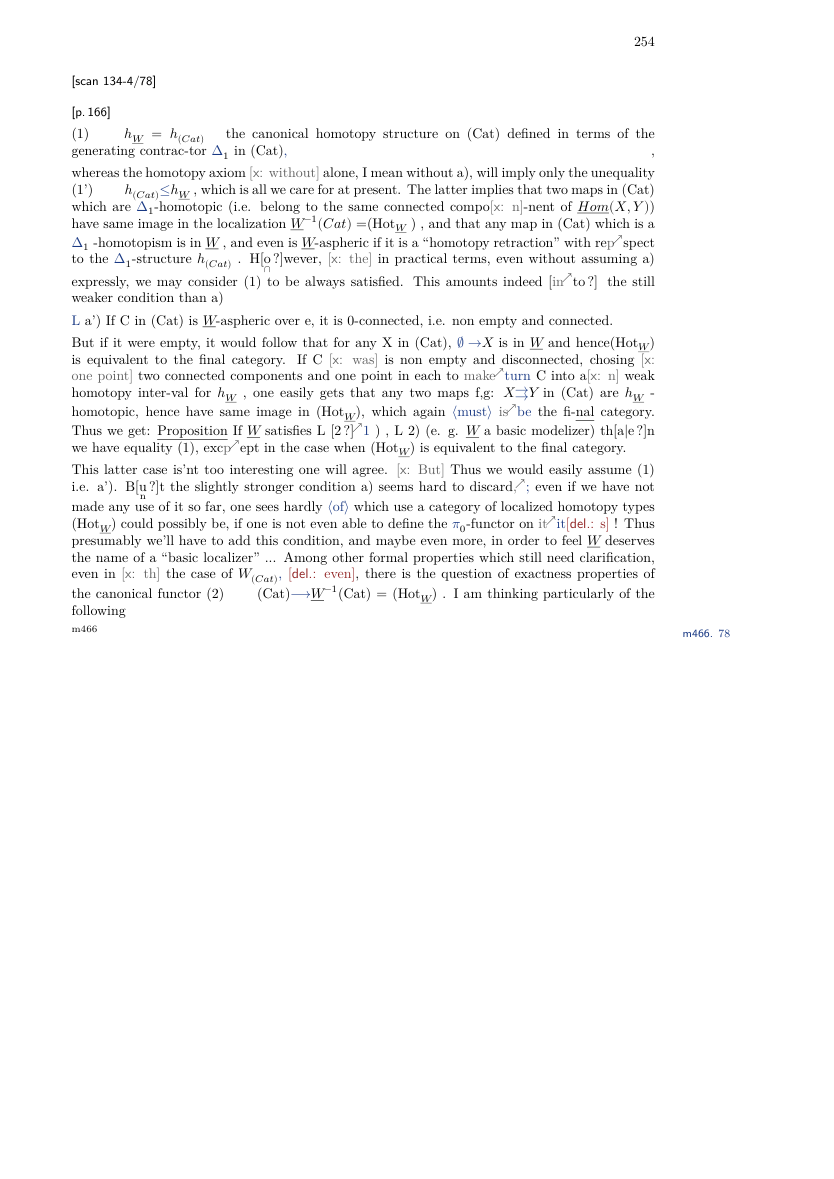 254
[scan 134-4/78]
[p. 166]
(1) h_W = h_(Cat) the canonical homotopy structure on (Cat) defined in terms of the
generating contrac-tor Δ₁ in (Cat), ,
whereas the homotopy axiom [x: without] alone, I mean without a), will imply only the unequality
(1’) h_(Cat)≤h_W , which is all we care for at present. The latter implies that two maps in (Cat)
which are Δ₁-homotopic (i.e. belong to the same connected compo[x: n]-nent of Hom(X, Y))
have same image in the localization W⁻¹(Cat) =(Hot_W ) , and that any map in (Cat) which is a
Δ₁ -homotopism is in W , and even is W-aspheric if it is a “homotopy retraction” with rep↗spect
to the Δ₁-structure h_(Cat) . H[o ?]wever, [x: the] in practical terms, even without assuming a)
∩
expressly, we may consider (1) to be always satisfied. This amounts indeed [in↗to ?] the still
weaker condition than a)
L a’) If C in (Cat) is W-aspheric over e, it is 0-connected, i.e. non empty and connected.
But if it were empty, it would follow that for any X in (Cat), ∅ →X is in W and hence(Hot_W)
is equivalent to the final category. If C [x: was] is non empty and disconnected, chosing [x:
one point] two connected components and one point in each to make↗turn C into a[x: n] weak
homotopy inter-val for h_W , one easily gets that any two maps f,g: X⇉Y in (Cat) are h_W -
homotopic, hence have same image in (Hot_W), which again ⟨must⟩ is↗be the fi-nal category.
Thus we get: Proposition If W satisfies L [2 ?]↗1 ) , L 2) (e. g. W a basic modelizer) th[a|e ?]n
we have equality (1), excp↗ept in the case when (Hot_W) is equivalent to the final category.
This latter case is’nt too interesting one will agree. [x: But] Thus we would easily assume (1)
i.e. a’). B[u ?]t the slightly stronger condition a) seems hard to discard,↗; even if we have not
n
made any use of it so far, one sees hardly ⟨of⟩ which use a category of localized homotopy types
(Hot_W) could possibly be, if one is not even able to define the π₀-functor on it↗it[del.: s] ! Thus
presumably we’ll have to add this condition, and maybe even more, in order to feel W deserves
the name of a “basic localizer” ... Among other formal properties which still need clarification,
even in [x: th] the case of W_(Cat), [del.: even], there is the question of exactness properties of
the canonical functor (2) (Cat)⟶W⁻¹(Cat) = (Hot_W) . I am thinking particularly of the
following
m466
m466. 78